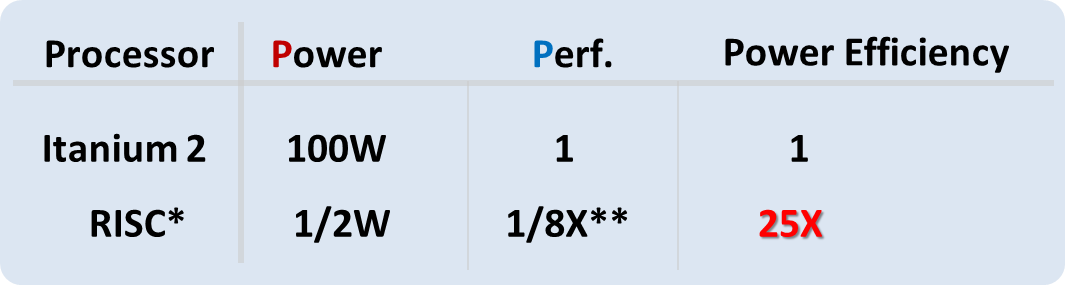 Processor Power Perf. Power Efficiency
Itanium 2 100W 1 1
RISC* 1/2W 1/8X** 25X